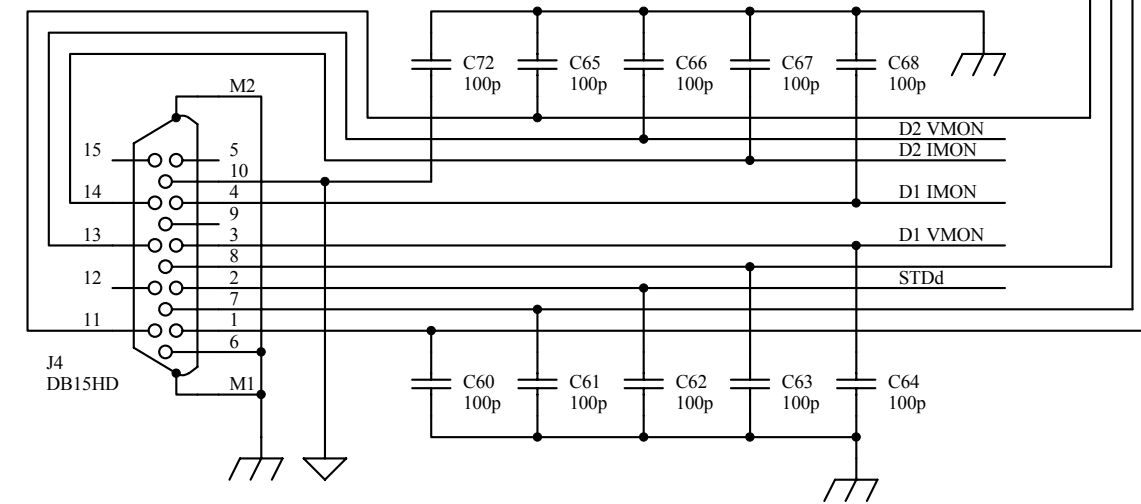 C72
100p
C65
100p
C66
100p
C67
100p
C68
100p
M2
D2 VMON
D2 IMON
15
5
10
14
4
D1 IMON
9
13
3
D1 VMON
8
12
2
STDd
7
11
1
6
J4
DB15HD
M1
C60
100p
C61
100p
C62
100p
C63
100p
C64
100p